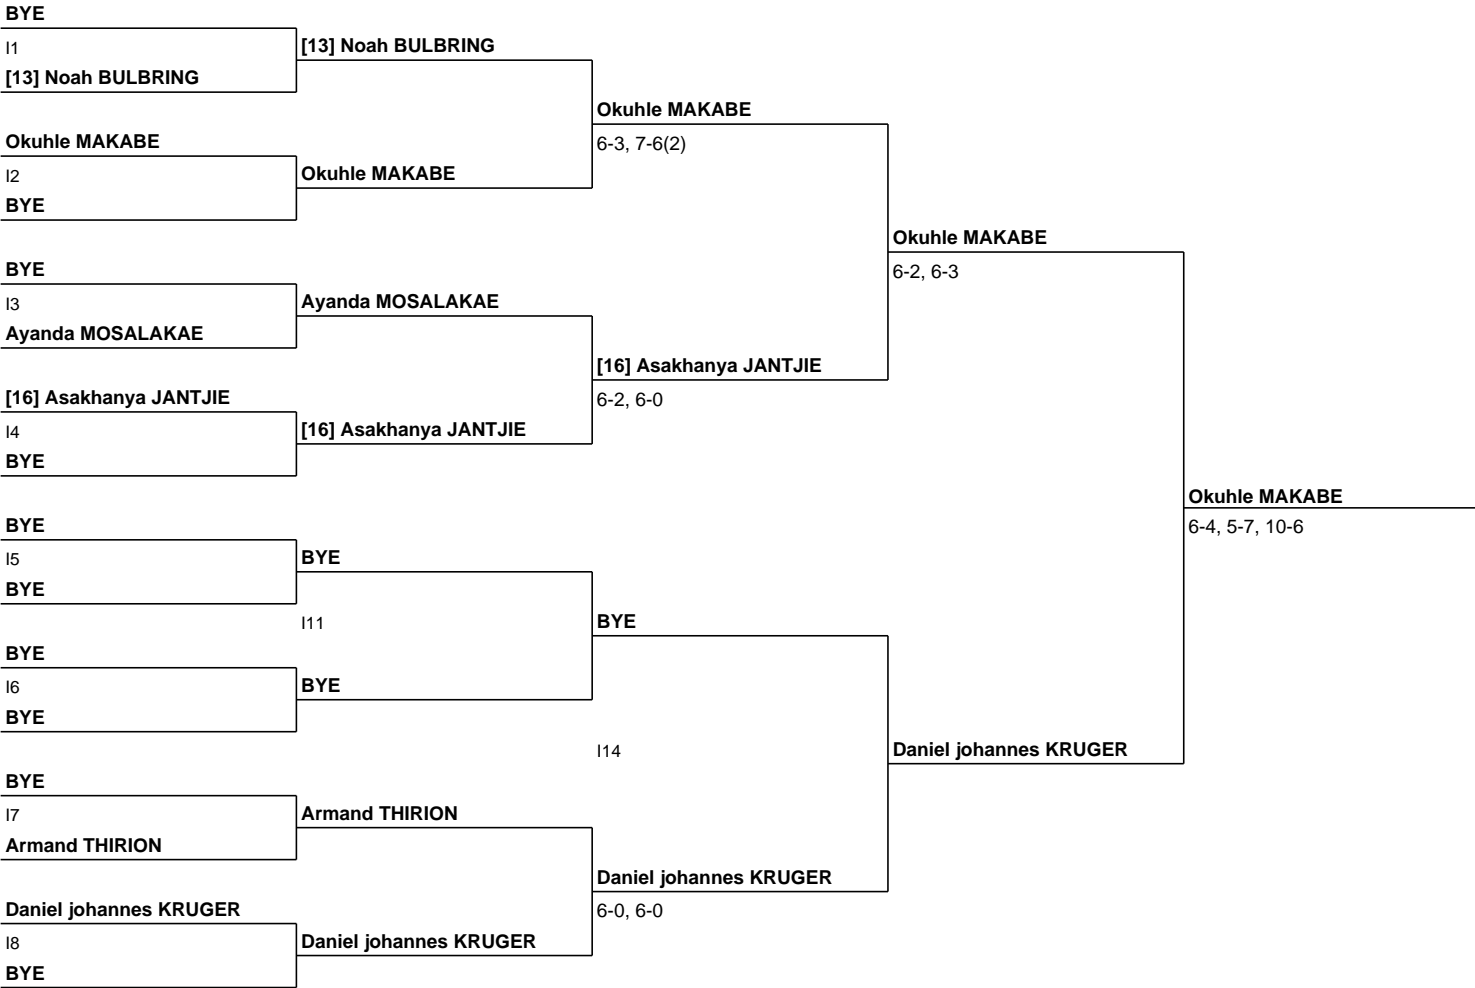 BYE
I1
[13] Noah BULBRING
[13] Noah BULBRING
Okuhle MAKABE
6-3, 7-6(2)
Okuhle MAKABE
I2
Okuhle MAKABE
BYE
Okuhle MAKABE
6-2, 6-3
BYE
I3
Ayanda MOSALAKAE
Ayanda MOSALAKAE
[16] Asakhanya JANTJIE
6-2, 6-0
[16] Asakhanya JANTJIE
I4
[16] Asakhanya JANTJIE
BYE
Okuhle MAKABE
6-4, 5-7, 10-6
BYE
I5
BYE
BYE
I11
BYE
BYE
I6
BYE
BYE
I14
Daniel johannes KRUGER
BYE
I7
Armand THIRION
Armand THIRION
Daniel johannes KRUGER
6-0, 6-0
Daniel johannes KRUGER
I8
Daniel johannes KRUGER
BYE